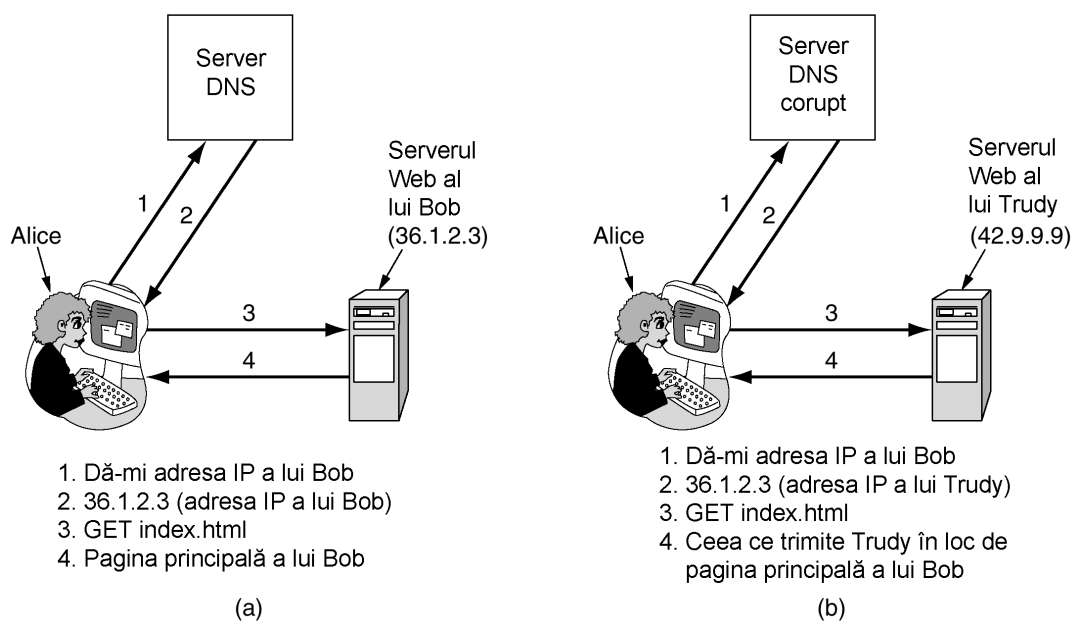 Server
DNS
Serverul
Web al
lui Bob
(36.1.2.3)
Alice
1
2
3
4
1. Dă-mi adresa IP a lui Bob
2. 36.1.2.3 (adresa IP a lui Bob)
3. GET index.html
4. Pagina principală a lui Bob
(a)
Server
DNS
corupt
Serverul
Web al
lui Trudy
(42.9.9.9)
Alice
1
2
3
4
1. Dă-mi adresa IP a lui Bob
2. 36.1.2.3 (adresa IP a lui Trudy)
3. GET index.html
4. Ceea ce trimite Trudy în loc de
pagina principală a lui Bob
(b)